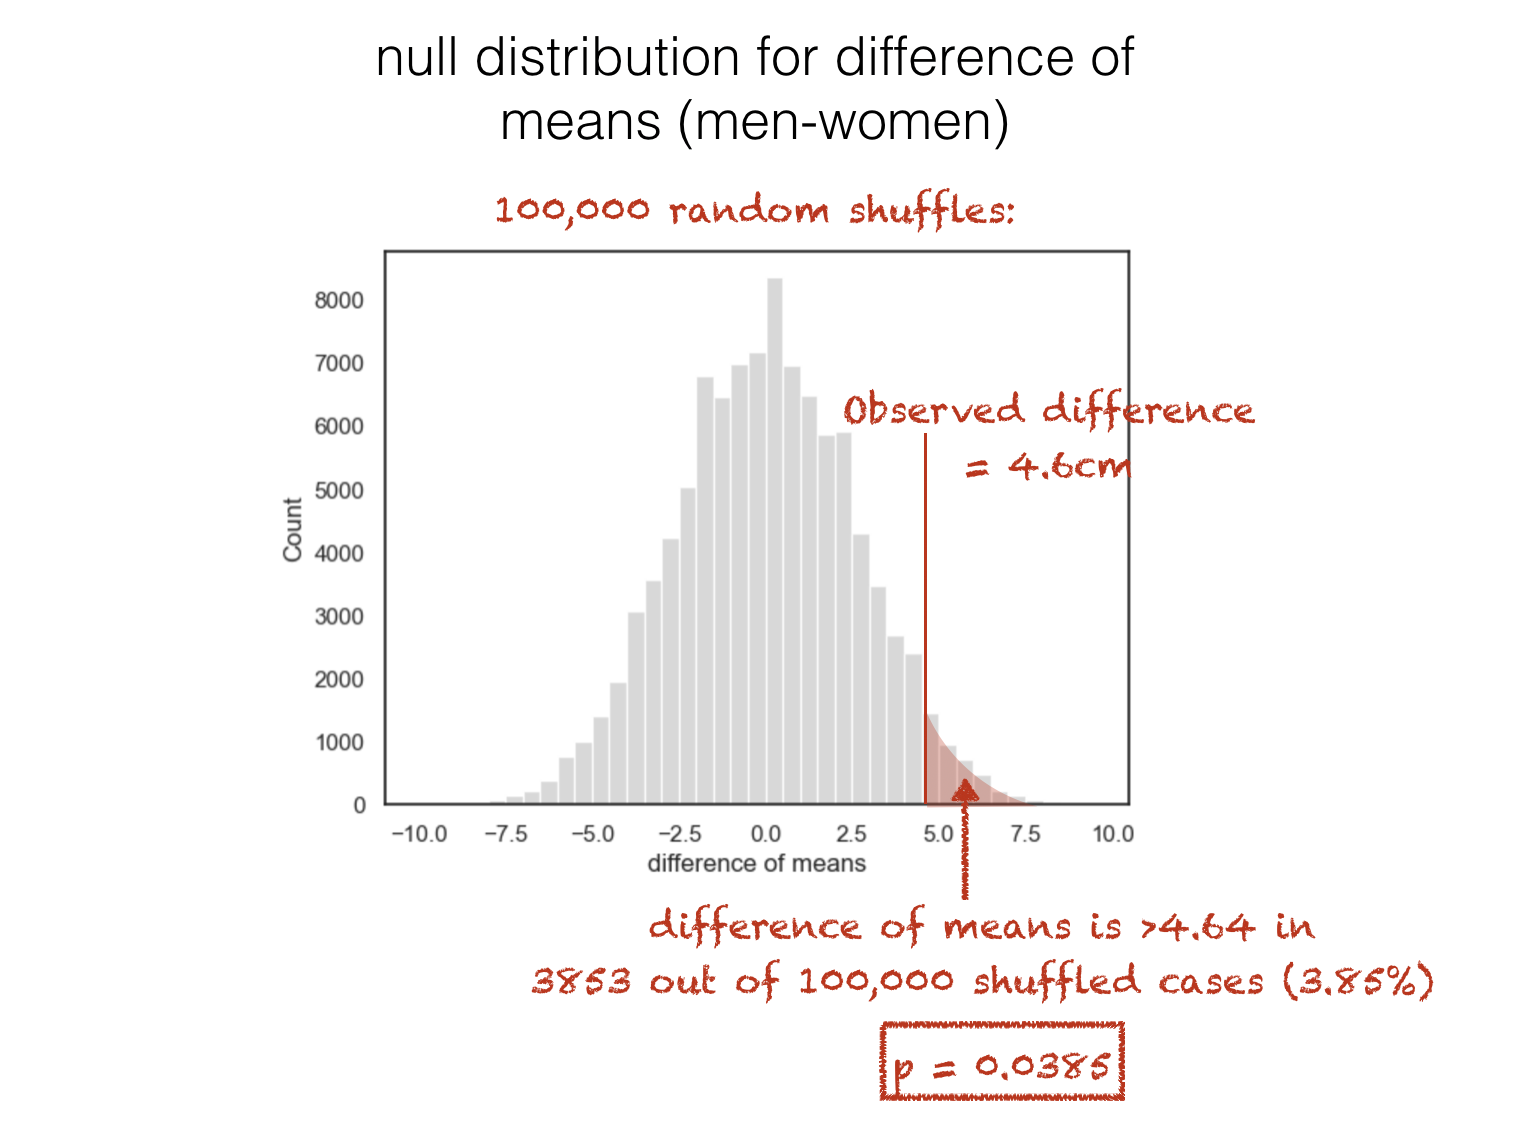 null distribution for difference of
means (men-women)
100,000 random shuffles:
8000
7000
6000
5000
4000
3000
2000
1000
0
Count
Observed difference
= 4.6cm
−10.0 −7.5 −5.0 −2.5 0.0 2.5 5.0 7.5 10.0
difference of means
difference of means is >4.64 in
3853 out of 100,000 shuffled cases (3.85%)
p = 0.0385